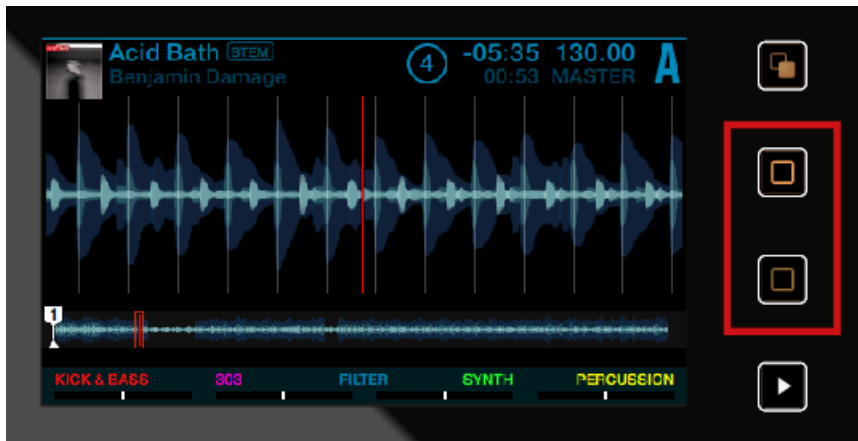 Acid Bath STEM
Benjamin Damage
4
-05:35 130.00
00:53 MASTER
A
1
KICK & BASS 303 FILTER SYNTH PERCUSSION